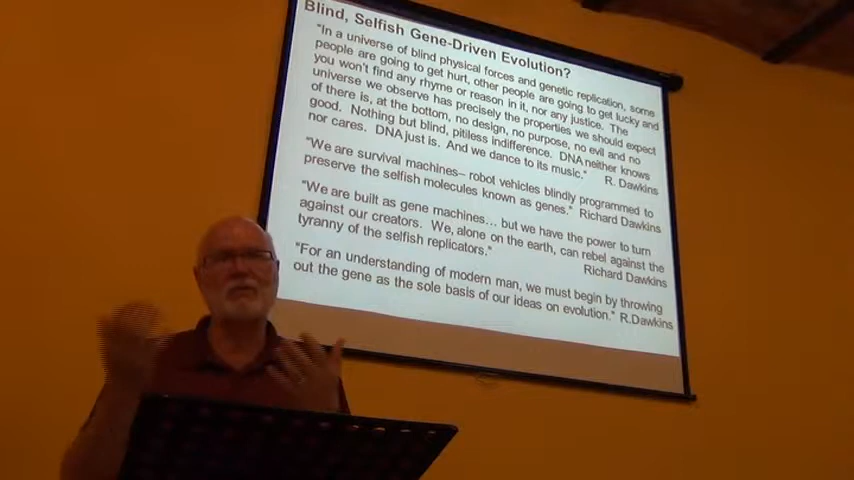 Blind, Selfish Gene-Driven Evolution?
"In a universe of blind physical forces and genetic replication, some
people are going to get hurt, other people are going to get lucky and
you won't find any rhyme or reason in it, nor any justice. The
universe we observe has precisely the properties we should expect
of there is, at the bottom, no design, no purpose, no evil and no
good. Nothing but blind, pitiless indifference. DNA neither knows
nor cares. DNA just is. And we dance to its music." R. Dawkins
"We are survival machines– robot vehicles blindly programmed to
preserve the selfish molecules known as genes." Richard Dawkins
"We are built as gene machines… but we have the power to turn
against our creators. We, alone on the earth, can rebel against the
tyranny of the selfish replicators." Richard Dawkins
"For an understanding of modern man, we must begin by throwing
out the gene as the sole basis of our ideas on evolution." R.Dawkins